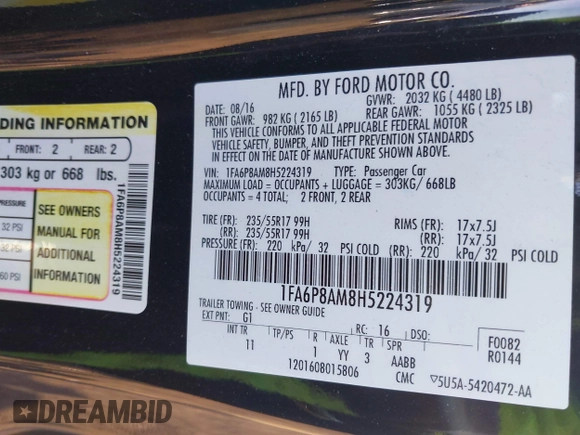 DING INFORMATION
FRONT: 2 REAR: 2
303 kg or 668 lbs.
PRESSURE
32 PSI
32 PSI
60 PSI
SEE OWNERS
MANUAL FOR
ADDITIONAL
INFORMATION
1FA6P8AM8H5224319
MFD. BY FORD MOTOR CO.
DATE: 08/16 GVWR: 2032 KG ( 4480 LB)
FRONT GAWR: 982 KG ( 2165 LB) REAR GAWR: 1055 KG ( 2325 LB)
THIS VEHICLE CONFORMS TO ALL APPLICABLE FEDERAL MOTOR
VEHICLE SAFETY, BUMPER, AND THEFT PREVENTION STANDARDS
IN EFFECT ON THE DATE OF MANUFACTURE SHOWN ABOVE.
VIN: 1FA6P8AM8H5224319 TYPE: Passenger Car
MAXIMUM LOAD = OCCUPANTS + LUGGAGE = 303KG/ 668LB
OCCUPANTS = 4 TOTAL; 2 FRONT, 2 REAR
TIRE (FR): 235/55R17 99H RIMS (FR): 17x7.5J
(RR): 235/55R17 99H (RR): 17x7.5J
PRESSURE (FR): 220 kPa/ 32 PSI COLD (RR): 220 kPa/ 32 PSI COLD
1FA6P8AM8H5224319
TRAILER TOWING - SEE OWNER GUIDE
EXT PNT: G1 RC: 16 DSO: F0082
R0144
INT TR TP/PS R AXLE TR SPR
11 1 YY 3 AABB
1201608015806 CMC 5U5A-5420472-AA
DREAMBID